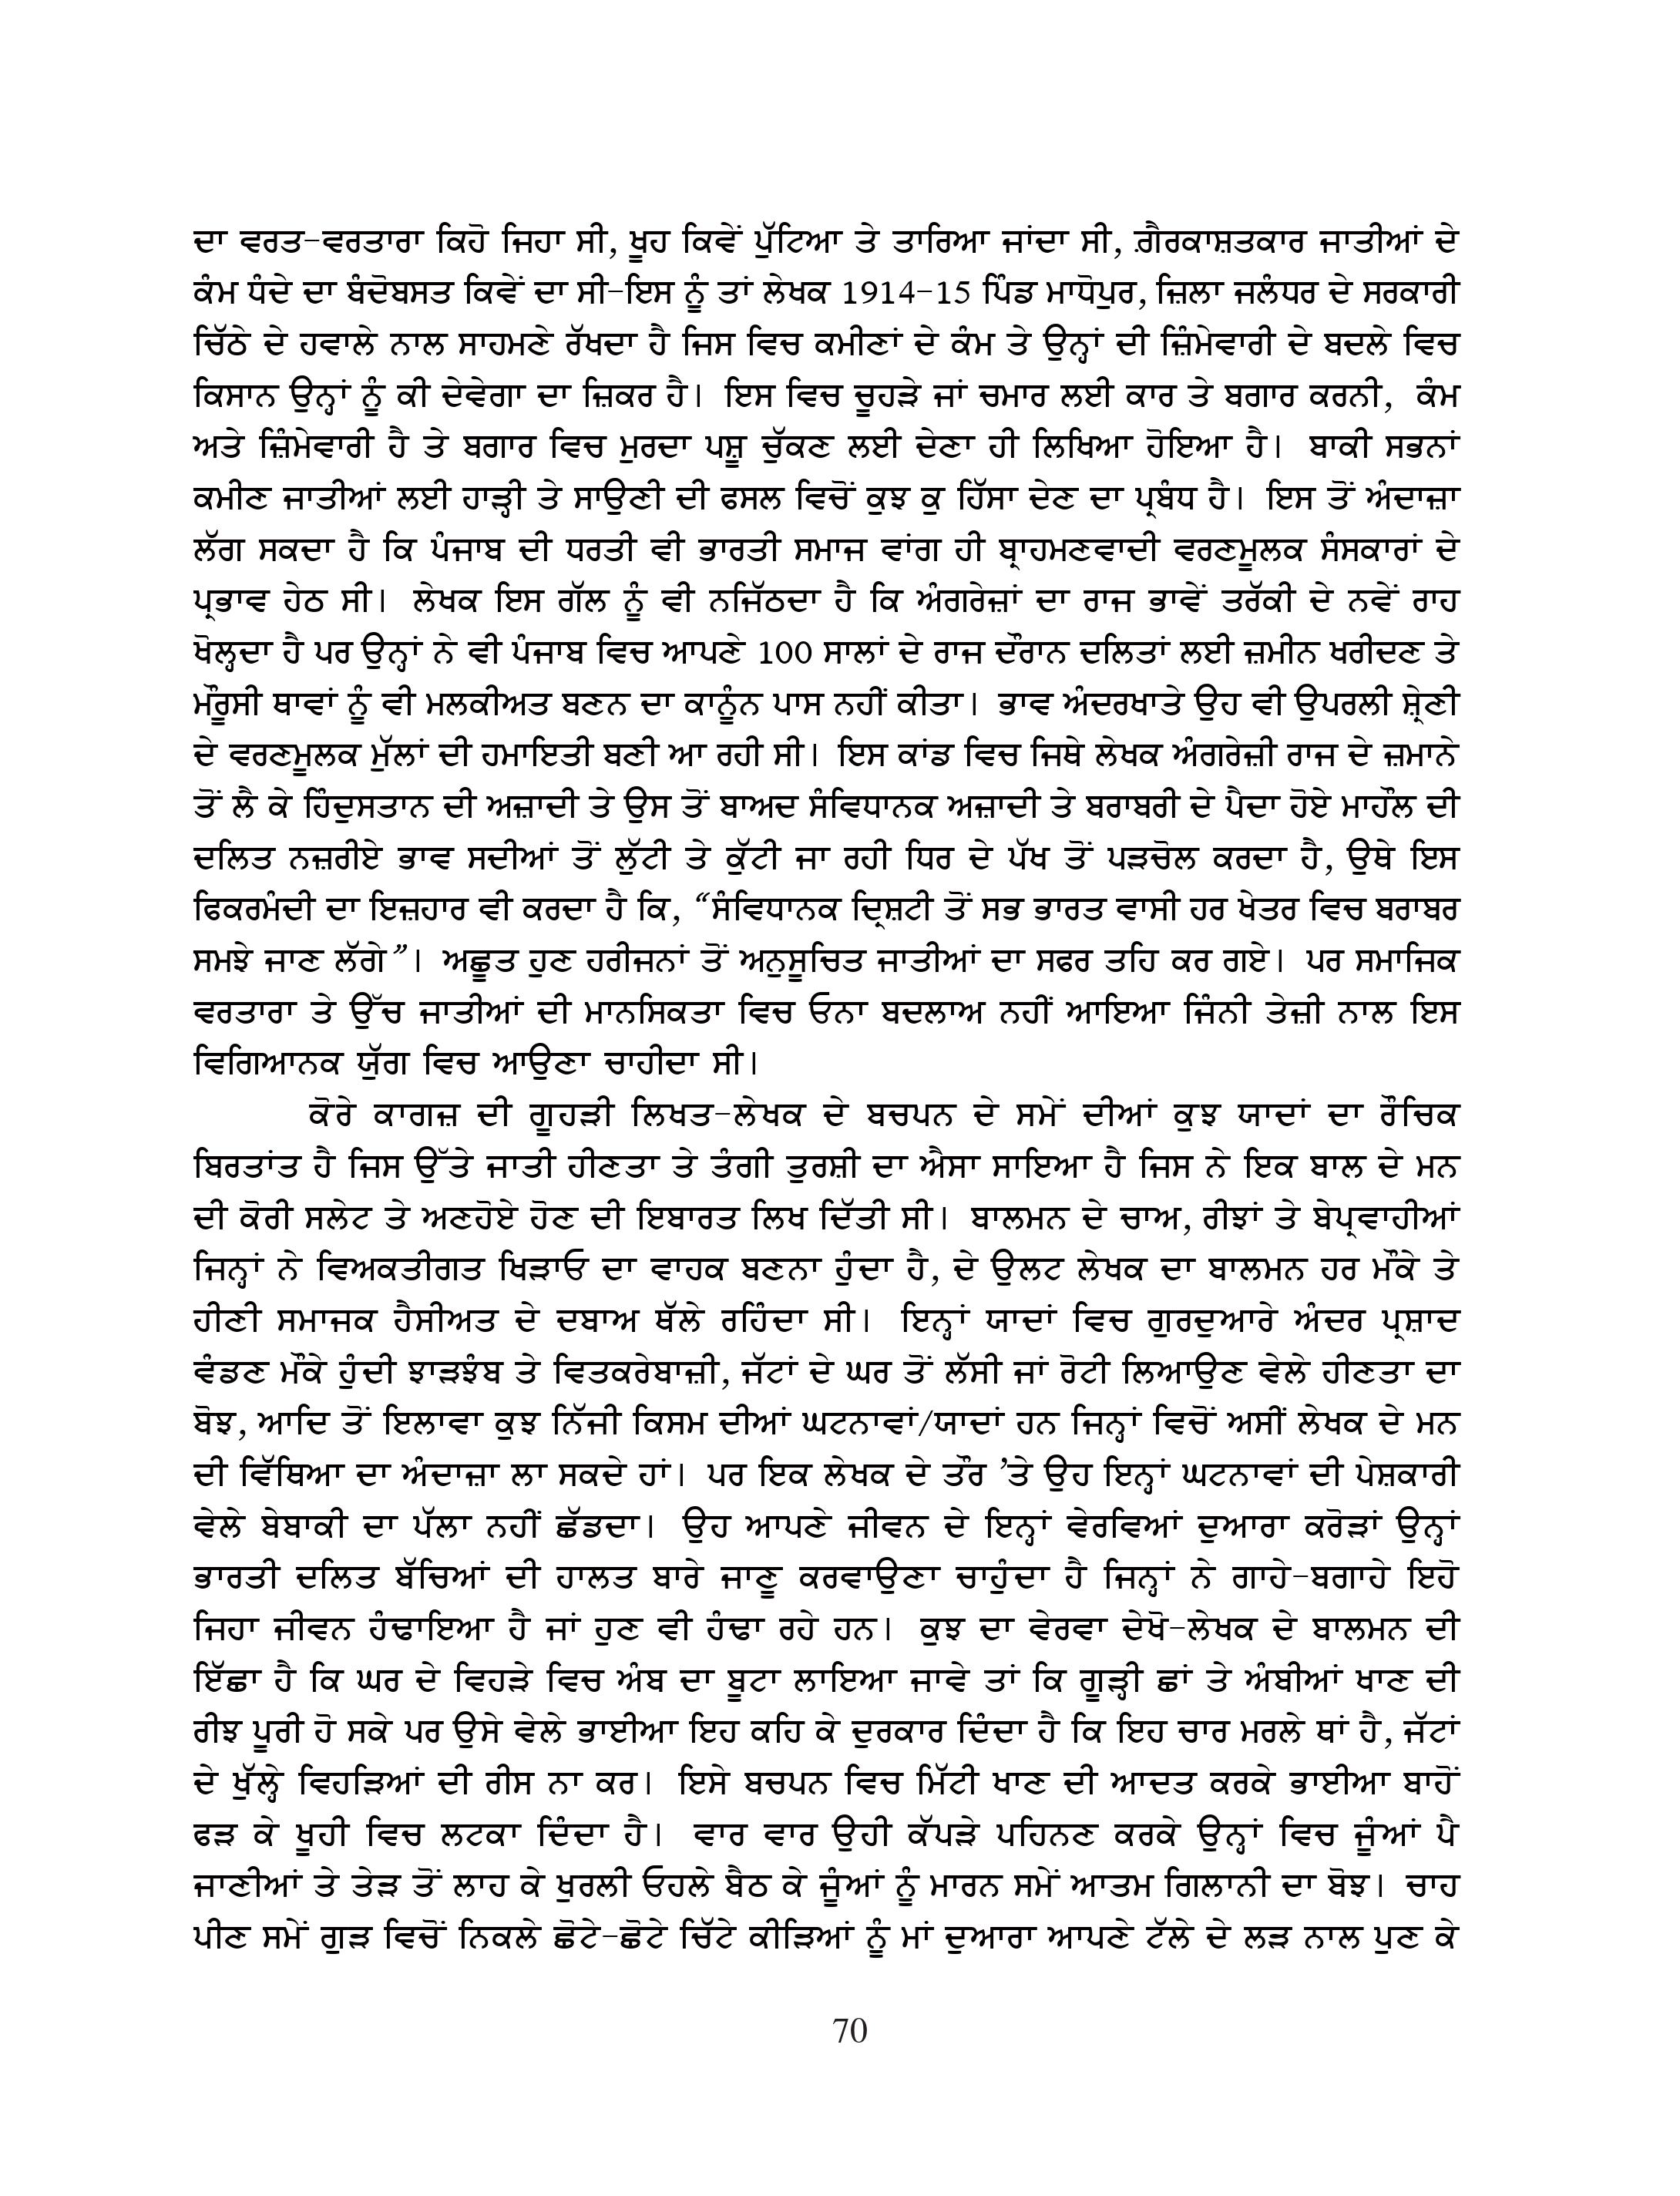 ਦਾ ਵਰਤ-ਵਰਤਾਰਾ ਕਿਹੋ ਜਿਹਾ ਸੀ, ਖੂਹ ਕਿਵੇਂ ਪੁੱਟਿਆ ਤੇ ਤਾਰਿਆ ਜਾਂਦਾ ਸੀ, ਗ਼ੈਰਕਾਸ਼ਤਕਾਰ ਜਾਤੀਆਂ ਦੇ
ਕੰਮ ਧੰਦੇ ਦਾ ਬੰਦੋਬਸਤ ਕਿਵੇਂ ਦਾ ਸੀ-ਇਸ ਨੂੰ ਤਾਂ ਲੇਖਕ 1914-15 ਪਿੰਡ ਮਾਧੋਪੁਰ, ਜ਼ਿਲਾ ਜਲੰਧਰ ਦੇ ਸਰਕਾਰੀ
ਚਿੱਠੇ ਦੇ ਹਵਾਲੇ ਨਾਲ ਸਾਹਮਣੇ ਰੱਖਦਾ ਹੈ ਜਿਸ ਵਿਚ ਕਮੀਣਾਂ ਦੇ ਕੰਮ ਤੇ ਉਨ੍ਹਾਂ ਦੀ ਜ਼ਿੰਮੇਵਾਰੀ ਦੇ ਬਦਲੇ ਵਿਚ
ਕਿਸਾਨ ਉਨ੍ਹਾਂ ਨੂੰ ਕੀ ਦੇਵੇਗਾ ਦਾ ਜ਼ਿਕਰ ਹੈ। ਇਸ ਵਿਚ ਚੂਹੜੇ ਜਾਂ ਚਮਾਰ ਲਈ ਕਾਰ ਤੇ ਬਗਾਰ ਕਰਨੀ, ਕੰਮ
ਅਤੇ ਜ਼ਿੰਮੇਵਾਰੀ ਹੈ ਤੇ ਬਗਾਰ ਵਿਚ ਮੁਰਦਾ ਪਸ਼ੂ ਚੁੱਕਣ ਲਈ ਦੇਣਾ ਹੀ ਲਿਖਿਆ ਹੋਇਆ ਹੈ। ਬਾਕੀ ਸਭਨਾਂ
ਕਮੀਣ ਜਾਤੀਆਂ ਲਈ ਹਾੜ੍ਹੀ ਤੇ ਸਾਉਣੀ ਦੀ ਫਸਲ ਵਿਚੋਂ ਕੁਝ ਕੁ ਹਿੱਸਾ ਦੇਣ ਦਾ ਪ੍ਰਬੰਧ ਹੈ। ਇਸ ਤੋਂ ਅੰਦਾਜ਼ਾ
ਲੱਗ ਸਕਦਾ ਹੈ ਕਿ ਪੰਜਾਬ ਦੀ ਧਰਤੀ ਵੀ ਭਾਰਤੀ ਸਮਾਜ ਵਾਂਗ ਹੀ ਬ੍ਰਾਹਮਣਵਾਦੀ ਵਰਣਮੂਲਕ ਸੰਸਕਾਰਾਂ ਦੇ
ਪ੍ਰਭਾਵ ਹੇਠ ਸੀ। ਲੇਖਕ ਇਸ ਗੱਲ ਨੂੰ ਵੀ ਨਜਿੱਠਦਾ ਹੈ ਕਿ ਅੰਗਰੇਜ਼ਾਂ ਦਾ ਰਾਜ ਭਾਵੇਂ ਤਰੱਕੀ ਦੇ ਨਵੇਂ ਰਾਹ
ਖੋਲ੍ਹਦਾ ਹੈ ਪਰ ਉਨ੍ਹਾਂ ਨੇ ਵੀ ਪੰਜਾਬ ਵਿਚ ਆਪਣੇ 100 ਸਾਲਾਂ ਦੇ ਰਾਜ ਦੌਰਾਨ ਦਲਿਤਾਂ ਲਈ ਜ਼ਮੀਨ ਖਰੀਦਣ ਤੇ
ਮੌਰੂਸੀ ਥਾਵਾਂ ਨੂੰ ਵੀ ਮਲਕੀਅਤ ਬਣਨ ਦਾ ਕਾਨੂੰਨ ਪਾਸ ਨਹੀਂ ਕੀਤਾ। ਭਾਵ ਅੰਦਰਖਾਤੇ ਉਹ ਵੀ ਉਪਰਲੀ ਸ਼੍ਰੇਣੀ
ਦੇ ਵਰਣਮੂਲਕ ਮੁੱਲਾਂ ਦੀ ਹਮਾਇਤੀ ਬਣੀ ਆ ਰਹੀ ਸੀ। ਇਸ ਕਾਂਡ ਵਿਚ ਜਿਥੇ ਲੇਖਕ ਅੰਗਰੇਜ਼ੀ ਰਾਜ ਦੇ ਜ਼ਮਾਨੇ
ਤੋਂ ਲੈ ਕੇ ਹਿੰਦੁਸਤਾਨ ਦੀ ਅਜ਼ਾਦੀ ਤੇ ਉਸ ਤੋਂ ਬਾਅਦ ਸੰਵਿਧਾਨਕ ਅਜ਼ਾਦੀ ਤੇ ਬਰਾਬਰੀ ਦੇ ਪੈਦਾ ਹੋਏ ਮਾਹੌਲ ਦੀ
ਦਲਿਤ ਨਜ਼ਰੀਏ ਭਾਵ ਸਦੀਆਂ ਤੋਂ ਲੁੱਟੀ ਤੇ ਕੁੱਟੀ ਜਾ ਰਹੀ ਧਿਰ ਦੇ ਪੱਖ ਤੋਂ ਪੜਚੋਲ ਕਰਦਾ ਹੈ, ਉਥੇ ਇਸ
ਫਿਕਰਮੰਦੀ ਦਾ ਇਜ਼ਹਾਰ ਵੀ ਕਰਦਾ ਹੈ ਕਿ, “ਸੰਵਿਧਾਨਕ ਦ੍ਰਿਸ਼ਟੀ ਤੋਂ ਸਭ ਭਾਰਤ ਵਾਸੀ ਹਰ ਖੇਤਰ ਵਿਚ ਬਰਾਬਰ
ਸਮਝੇ ਜਾਣ ਲੱਗੇ”। ਅਛੂਤ ਹੁਣ ਹਰੀਜਨਾਂ ਤੋਂ ਅਨੁਸੂਚਿਤ ਜਾਤੀਆਂ ਦਾ ਸਫਰ ਤਹਿ ਕਰ ਗਏ। ਪਰ ਸਮਾਜਿਕ
ਵਰਤਾਰਾ ਤੇ ਉੱਚ ਜਾਤੀਆਂ ਦੀ ਮਾਨਸਿਕਤਾ ਵਿਚ ਓਨਾ ਬਦਲਾਅ ਨਹੀਂ ਆਇਆ ਜਿੰਨੀ ਤੇਜ਼ੀ ਨਾਲ ਇਸ
ਵਿਗਿਆਨਕ ਯੁੱਗ ਵਿਚ ਆਉਣਾ ਚਾਹੀਦਾ ਸੀ।
ਕੋਰੇ ਕਾਗਜ਼ ਦੀ ਗੂਹੜੀ ਲਿਖਤ-ਲੇਖਕ ਦੇ ਬਚਪਨ ਦੇ ਸਮੇਂ ਦੀਆਂ ਕੁਝ ਯਾਦਾਂ ਦਾ ਰੌਚਿਕ
ਬਿਰਤਾਂਤ ਹੈ ਜਿਸ ਉੱਤੇ ਜਾਤੀ ਹੀਣਤਾ ਤੇ ਤੰਗੀ ਤੁਰਸ਼ੀ ਦਾ ਐਸਾ ਸਾਇਆ ਹੈ ਜਿਸ ਨੇ ਇਕ ਬਾਲ ਦੇ ਮਨ
ਦੀ ਕੋਰੀ ਸਲੇਟ ਤੇ ਅਣਹੋਏ ਹੋਣ ਦੀ ਇਬਾਰਤ ਲਿਖ ਦਿੱਤੀ ਸੀ। ਬਾਲਮਨ ਦੇ ਚਾਅ, ਰੀਝਾਂ ਤੇ ਬੇਪ੍ਰਵਾਹੀਆਂ
ਜਿਨ੍ਹਾਂ ਨੇ ਵਿਅਕਤੀਗਤ ਖਿੜਾਓ ਦਾ ਵਾਹਕ ਬਣਨਾ ਹੁੰਦਾ ਹੈ, ਦੇ ਉਲਟ ਲੇਖਕ ਦਾ ਬਾਲਮਨ ਹਰ ਮੌਕੇ ਤੇ
ਹੀਣੀ ਸਮਾਜਕ ਹੈਸੀਅਤ ਦੇ ਦਬਾਅ ਥੱਲੇ ਰਹਿੰਦਾ ਸੀ। ਇਨ੍ਹਾਂ ਯਾਦਾਂ ਵਿਚ ਗੁਰਦੁਆਰੇ ਅੰਦਰ ਪ੍ਰਸ਼ਾਦ
ਵੰਡਣ ਮੌਕੇ ਹੁੰਦੀ ਝਾੜਝੰਬ ਤੇ ਵਿਤਕਰੇਬਾਜ਼ੀ, ਜੱਟਾਂ ਦੇ ਘਰ ਤੋਂ ਲੱਸੀ ਜਾਂ ਰੋਟੀ ਲਿਆਉਣ ਵੇਲੇ ਹੀਣਤਾ ਦਾ
ਬੋਝ, ਆਦਿ ਤੋਂ ਇਲਾਵਾ ਕੁਝ ਨਿੱਜੀ ਕਿਸਮ ਦੀਆਂ ਘਟਨਾਵਾਂ/ਯਾਦਾਂ ਹਨ ਜਿਨ੍ਹਾਂ ਵਿਚੋਂ ਅਸੀਂ ਲੇਖਕ ਦੇ ਮਨ
ਦੀ ਵਿੱਥਿਆ ਦਾ ਅੰਦਾਜ਼ਾ ਲਾ ਸਕਦੇ ਹਾਂ। ਪਰ ਇਕ ਲੇਖਕ ਦੇ ਤੌਰ ’ਤੇ ਉਹ ਇਨ੍ਹਾਂ ਘਟਨਾਵਾਂ ਦੀ ਪੇਸ਼ਕਾਰੀ
ਵੇਲੇ ਬੇਬਾਕੀ ਦਾ ਪੱਲਾ ਨਹੀਂ ਛੱਡਦਾ। ਉਹ ਆਪਣੇ ਜੀਵਨ ਦੇ ਇਨ੍ਹਾਂ ਵੇਰਵਿਆਂ ਦੁਆਰਾ ਕਰੋੜਾਂ ਉਨ੍ਹਾਂ
ਭਾਰਤੀ ਦਲਿਤ ਬੱਚਿਆਂ ਦੀ ਹਾਲਤ ਬਾਰੇ ਜਾਣੂ ਕਰਵਾਉਣਾ ਚਾਹੁੰਦਾ ਹੈ ਜਿਨ੍ਹਾਂ ਨੇ ਗਾਹੇ-ਬਗਾਹੇ ਇਹੋ
ਜਿਹਾ ਜੀਵਨ ਹੰਢਾਇਆ ਹੈ ਜਾਂ ਹੁਣ ਵੀ ਹੰਢਾ ਰਹੇ ਹਨ। ਕੁਝ ਦਾ ਵੇਰਵਾ ਦੇਖੋ-ਲੇਖਕ ਦੇ ਬਾਲਮਨ ਦੀ
ਇੱਛਾ ਹੈ ਕਿ ਘਰ ਦੇ ਵਿਹੜੇ ਵਿਚ ਅੰਬ ਦਾ ਬੂਟਾ ਲਾਇਆ ਜਾਵੇ ਤਾਂ ਕਿ ਗੂੜ੍ਹੀ ਛਾਂ ਤੇ ਅੰਬੀਆਂ ਖਾਣ ਦੀ
ਰੀਝ ਪੂਰੀ ਹੋ ਸਕੇ ਪਰ ਉਸੇ ਵੇਲੇ ਭਾਈਆ ਇਹ ਕਹਿ ਕੇ ਦੁਰਕਾਰ ਦਿੰਦਾ ਹੈ ਕਿ ਇਹ ਚਾਰ ਮਰਲੇ ਥਾਂ ਹੈ, ਜੱਟਾਂ
ਦੇ ਖੁੱਲ੍ਹੇ ਵਿਹੜਿਆਂ ਦੀ ਰੀਸ ਨਾ ਕਰ। ਇਸੇ ਬਚਪਨ ਵਿਚ ਮਿੱਟੀ ਖਾਣ ਦੀ ਆਦਤ ਕਰਕੇ ਭਾਈਆ ਬਾਹੋਂ
ਫੜ ਕੇ ਖੂਹੀ ਵਿਚ ਲਟਕਾ ਦਿੰਦਾ ਹੈ। ਵਾਰ ਵਾਰ ਉਹੀ ਕੱਪੜੇ ਪਹਿਨਣ ਕਰਕੇ ਉਨ੍ਹਾਂ ਵਿਚ ਜੂੰਆਂ ਪੈ
ਜਾਣੀਆਂ ਤੇ ਤੇੜ ਤੋਂ ਲਾਹ ਕੇ ਖੁਰਲੀ ਓਹਲੇ ਬੈਠ ਕੇ ਜੂੰਆਂ ਨੂੰ ਮਾਰਨ ਸਮੇਂ ਆਤਮ ਗਿਲਾਨੀ ਦਾ ਬੋਝ। ਚਾਹ
ਪੀਣ ਸਮੇਂ ਗੁੜ ਵਿਚੋਂ ਨਿਕਲੇ ਛੋਟੇ-ਛੋਟੇ ਚਿੱਟੇ ਕੀੜਿਆਂ ਨੂੰ ਮਾਂ ਦੁਆਰਾ ਆਪਣੇ ਟੱਲੇ ਦੇ ਲੜ ਨਾਲ ਪੁਣ ਕੇ
70